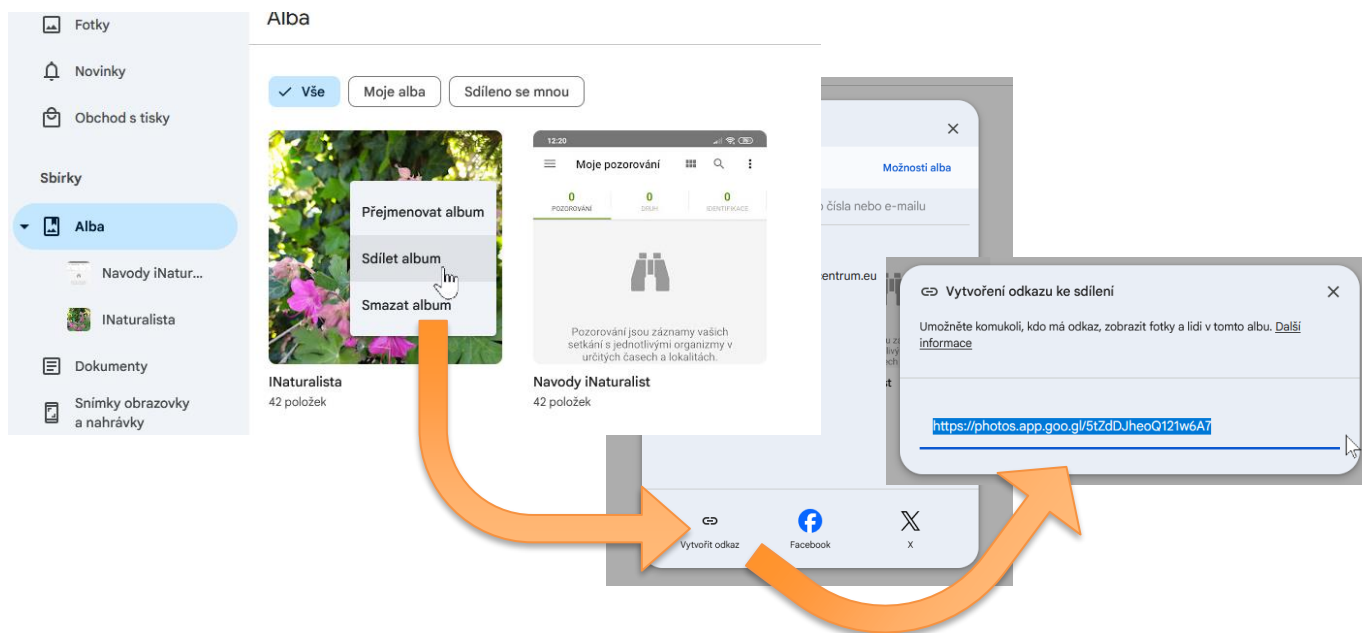 Fotky
Novinky
Obchod s tisky
Sbírky
Alba
Navody iNatur...
INaturalista
Dokumenty
Snímky obrazovky
a nahrávky
Alba
Vše
Moje alba
Sdíleno se mnou
Přejmenovat album
Sdílet album
Smazat album
INaturalista
42 položek
12:20
Moje pozorování
0
0
0
POZOROVÁNÍ
DRUH
IDENTIFIKACE
Pozorování jsou záznamy vašich
setkání s jednotlivými organizmy v
určitých časech a lokalitách.
Navody iNaturalist
42 položek
Možnosti alba
čísla nebo e-mailu
entrum.eu
st
Vytvořit odkaz
Facebook
X
Vytvoření odkazu ke sdílení
Umožněte komukoli, kdo má odkaz, zobrazit fotky a lidi v tomto albu. Další
informace
https://photos.app.goo.gl/5tZdDJheoQ121w6A7